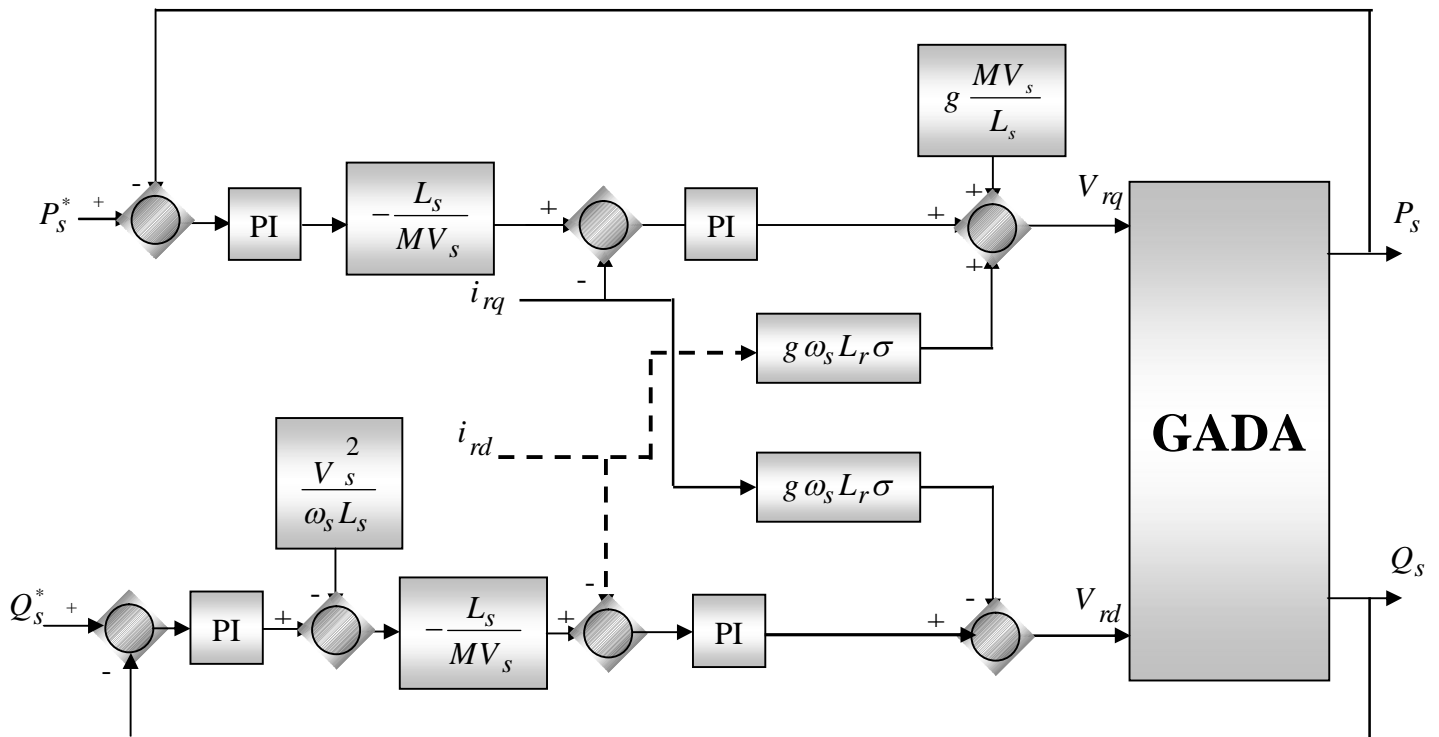 g MV_s / L_s
P_s^* + - PI - L_s / MV_s + - PI + + + V_rq P_s
i_rq
g ω_s L_r σ
GADA
i_rd
V_s^2 / ω_s L_s
g ω_s L_r σ
Q_s^* + - PI + - - L_s / MV_s + - PI + - V_rd Q_s